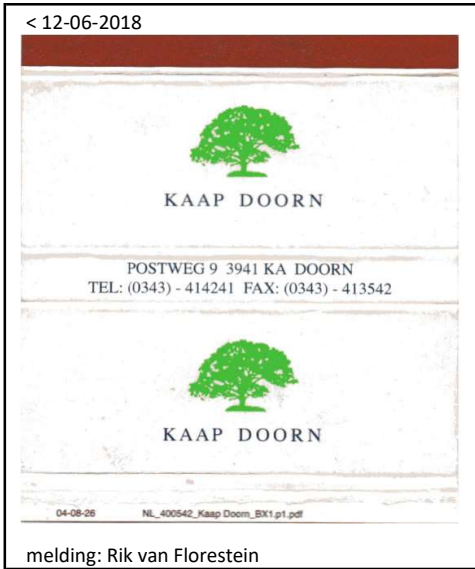 < 12-06-2018
KAAP DOORN
POSTWEG 9 3941 KA DOORN
TEL: (0343) - 414241 FAX: (0343) - 413542
KAAP DOORN
04-08-26 NL_400542_Kaap Doorn_BX1.p1.pdf
melding: Rik van Florestein